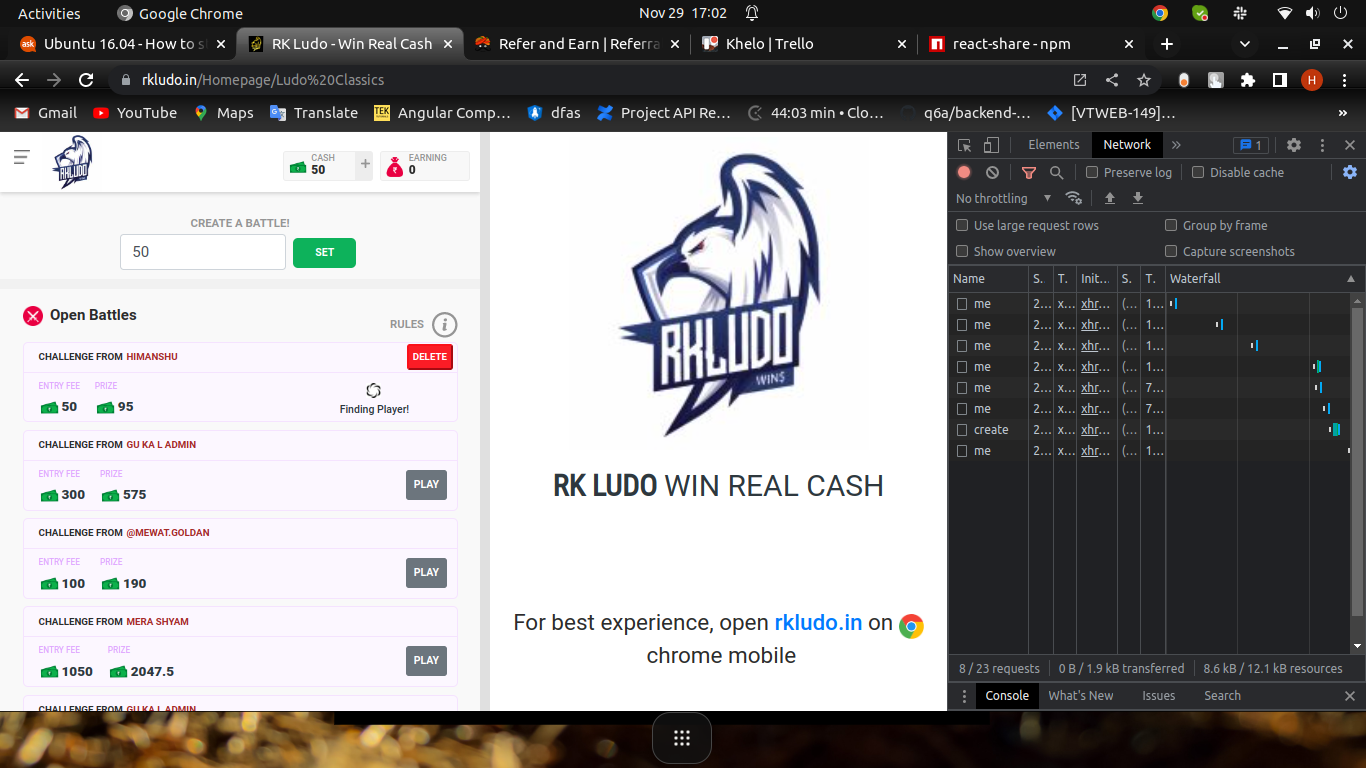 Activities
Google Chrome
Nov 29 17:02
Ubuntu 16.04 - How to s
RK Ludo - Win Real Cash
Refer and Earn | Referra
Khelo | Trello
react-share - npm
rkludo.in/Homepage/Ludo%20Classics
H
Gmail
YouTube
Maps
Translate
Angular Comp...
dfas
Project API Re...
44:03 min • Clo...
q6a/backend-...
[VTWEB-149]...
»
RKLUDO
CASH
50
+
EARNING
0
CREATE A BATTLE!
50
SET
Open Battles
RULES
CHALLENGE FROM HIMANSHU
DELETE
ENTRY FEE PRIZE
50 95
Finding Player!
CHALLENGE FROM GU KA L ADMIN
ENTRY FEE PRIZE
300 575
PLAY
CHALLENGE FROM @MEWAT.GOLDAN
ENTRY FEE PRIZE
100 190
PLAY
CHALLENGE FROM MERA SHYAM
ENTRY FEE PRIZE
1050 2047.5
PLAY
CHALLENGE FROM GU KA L ADMIN
RKLUDO
WINS
RK LUDO WIN REAL CASH
For best experience, open rkludo.in on
chrome mobile
Elements
Network
»
1
Preserve log
Disable cache
No throttling
Use large request rows
Group by frame
Show overview
Capture screenshots
Name S. T. Init... S. T. Waterfall
me 2... x... xhr... (... 1...
me 2... x... xhr... (... 1...
me 2... x... xhr... (... 1...
me 2... x... xhr... (... 1...
me 2... x... xhr... (... 7...
me 2... x... xhr... (... 7...
create 2... x... xhr... (... 1...
me 2... x... xhr... (... 1...
8 / 23 requests
0 B / 1.9 kB transferred
8.6 kB / 12.1 kB resources
Console
What's New
Issues
Search